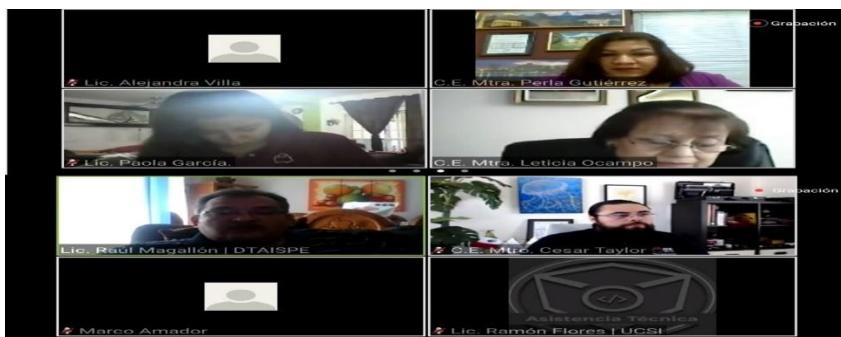 Grabación
Lic. Alejandra Villa
C.E. Mtra. Perla Gutiérrez
Lic. Paola García.
C.E. Mtra. Leticia Ocampo
Grabación
Lic. Raúl Magallón | DTAISPE
C.E. Mtro. Cesar Taylor
Asistencia Técnica
Marco Amador
Lic. Ramón Flores | UCSI